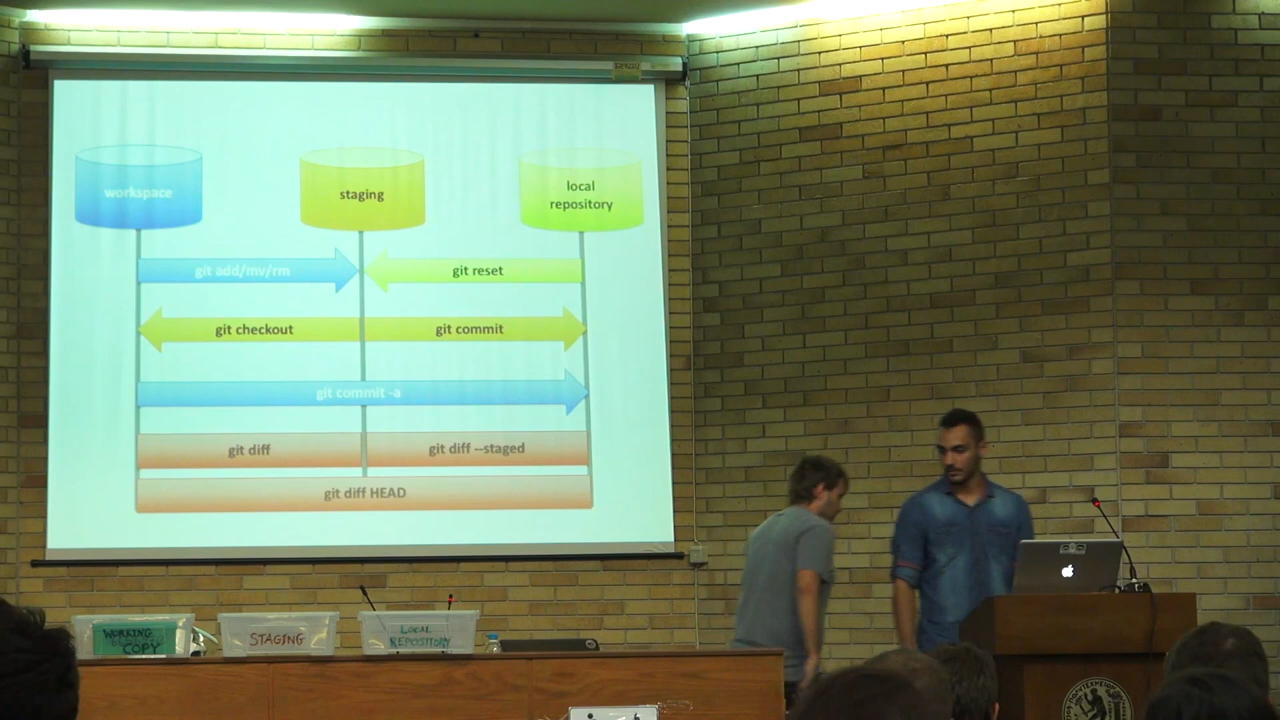 workspace
staging
local
repository
git add/mv/rm
git reset
git checkout
git commit
git commit -a
git diff
git diff --staged
git diff HEAD
WORKING
COPY
STAGING
LOCAL
REPOSITORY